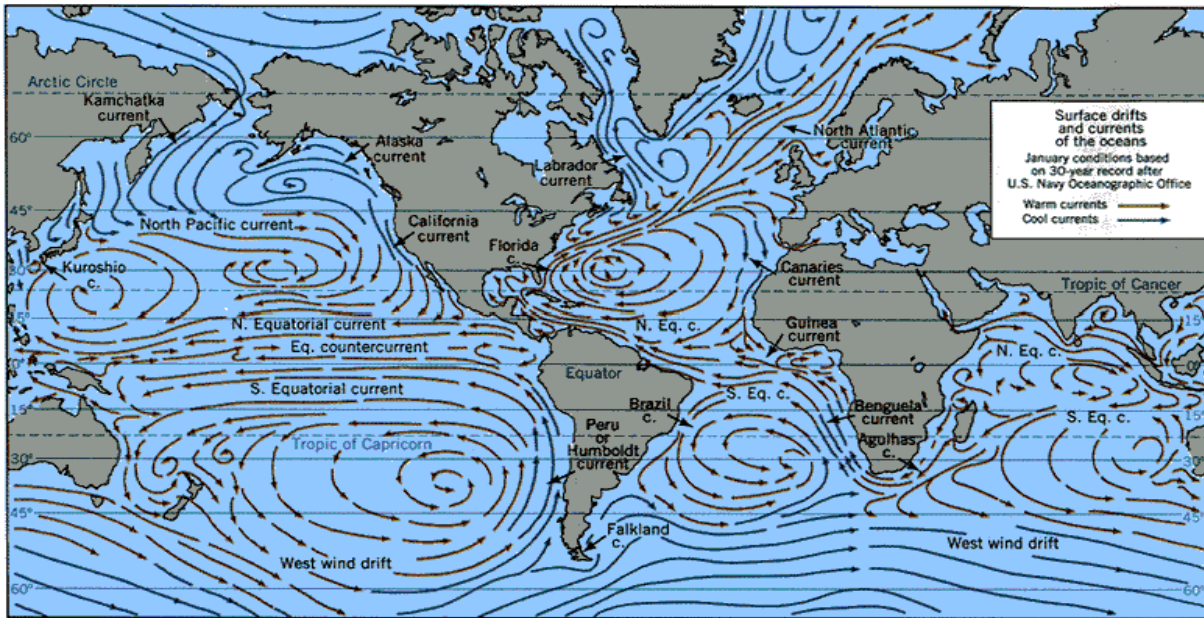 Arctic Circle
Kamchatka
current
60°
Alaska
current
Labrador
current
North Atlantic
current
Surface drifts
and currents
of the oceans
January conditions based
on 30-year record after
U.S. Navy Oceanographic Office
Warm currents
Cool currents
45°
North Pacific current
California
current
Florida
c.
30°
Kuroshio
c.
Canaries
current
Tropic of Cancer
15°
15°
N. Equatorial current
N. Eq. c.
Guinea
current
N. Eq. c.
Eq. countercurrent
0°
0°
Equator
S. Equatorial current
S. Eq. c.
S. Eq. c.
15°
15°
Brazil
c.
Benguela
current
Peru
or
Humboldt
current
Tropic of Capricorn
Agulhas
c.
30°
30°
45°
45°
Falkland
c.
West wind drift
West wind drift
60°
60°